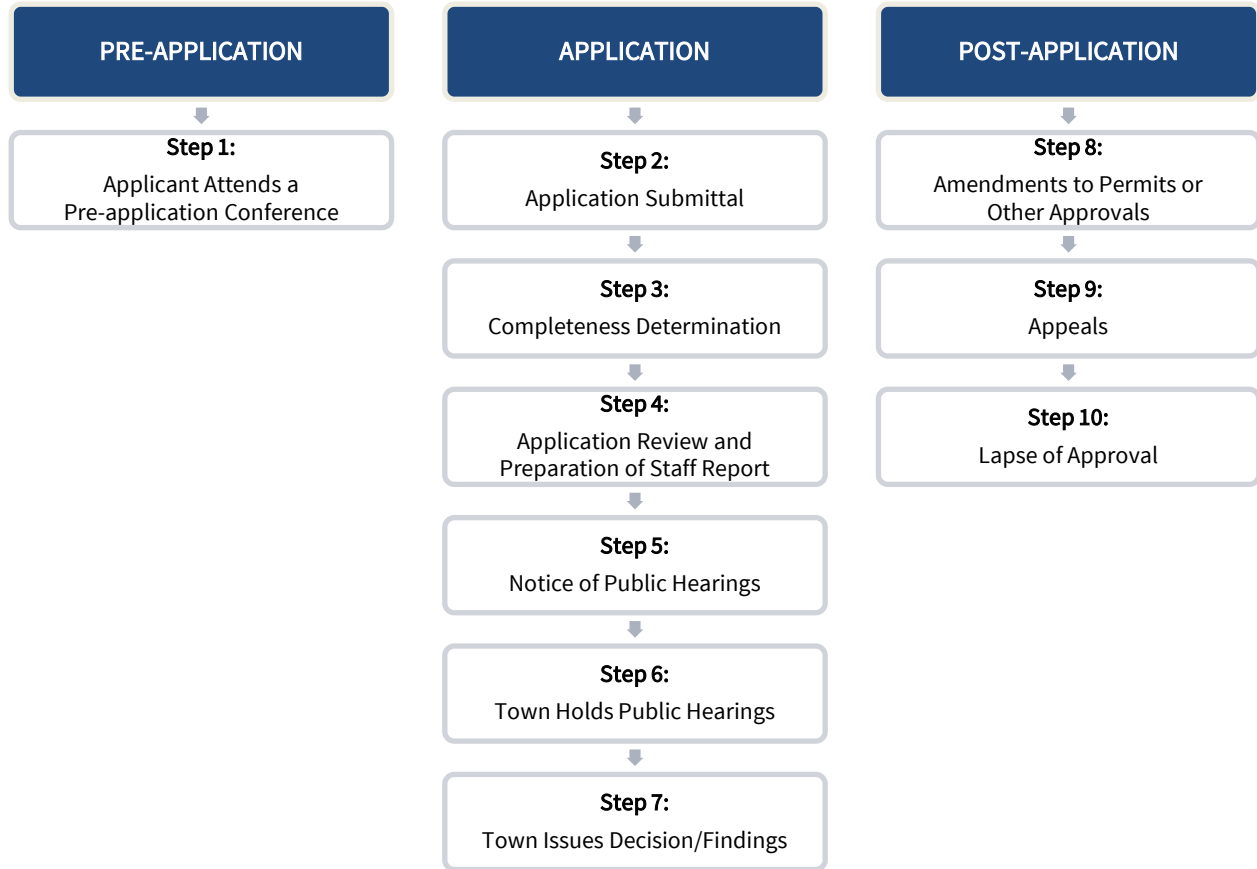 PRE-APPLICATION
Step 1:
Applicant Attends a
Pre-application Conference
APPLICATION
Step 2:
Application Submittal
Step 3:
Completeness Determination
Step 4:
Application Review and
Preparation of Staff Report
Step 5:
Notice of Public Hearings
Step 6:
Town Holds Public Hearings
Step 7:
Town Issues Decision/Findings
POST-APPLICATION
Step 8:
Amendments to Permits or
Other Approvals
Step 9:
Appeals
Step 10:
Lapse of Approval